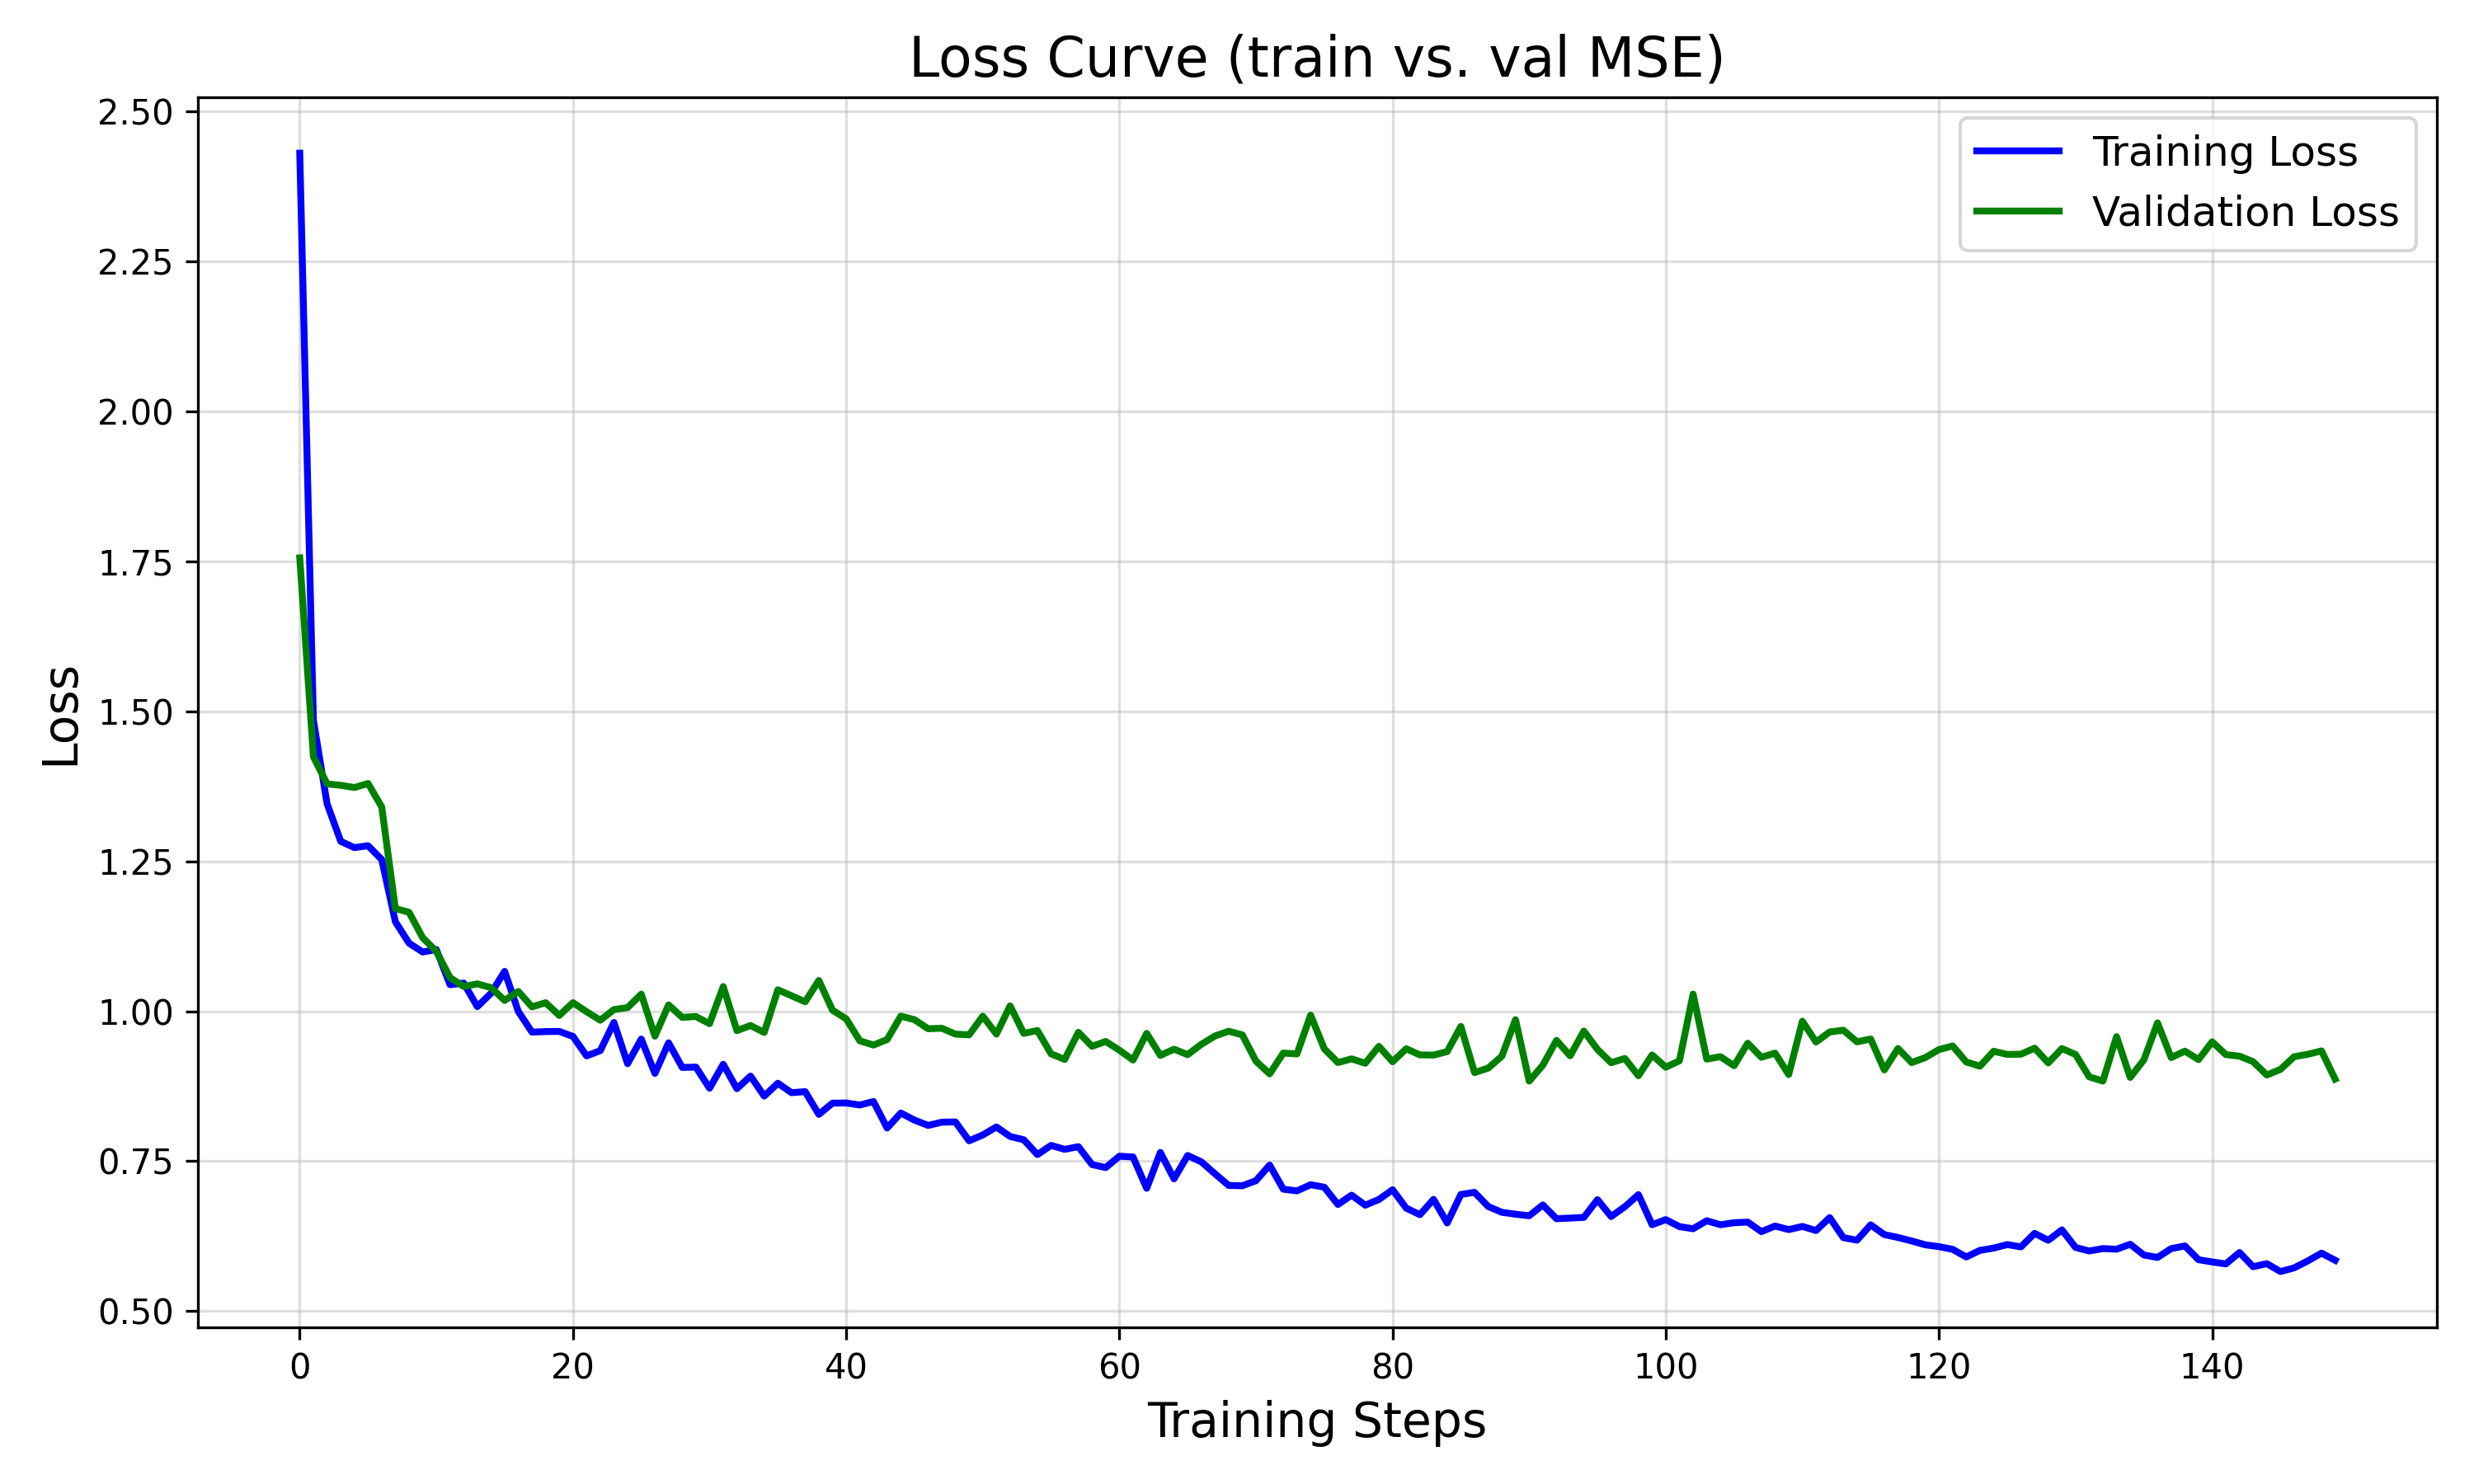 Loss Curve (train vs. val MSE)
Training Loss
Validation Loss
2.50
2.25
2.00
1.75
1.50
1.25
1.00
0.75
0.50
Loss
0 20 40 60 80 100 120 140
Training Steps